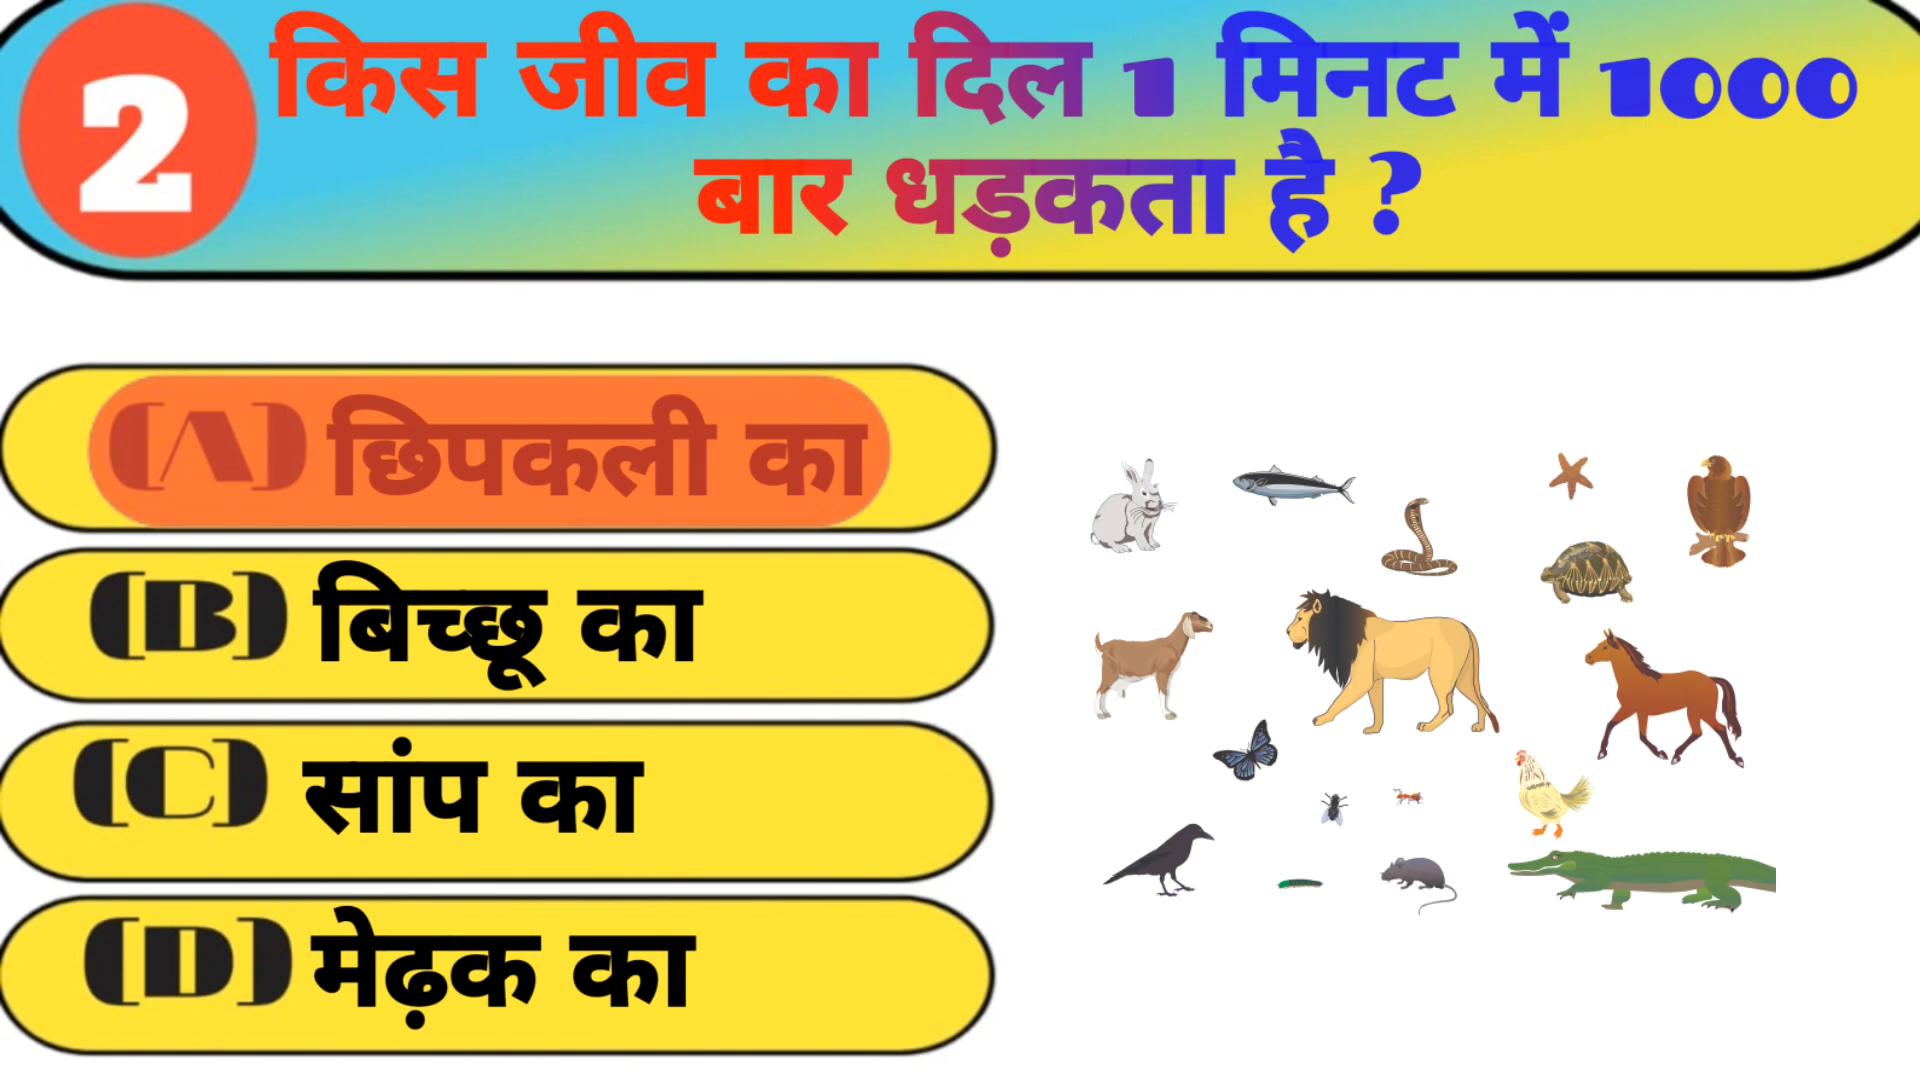 2
किस जीव का दिल 1 मिनट में 1000
बार धड़कता है ?
(A) छिपकली का
(B) बिच्छू का
(C) सांप का
(D) मेढ़क का